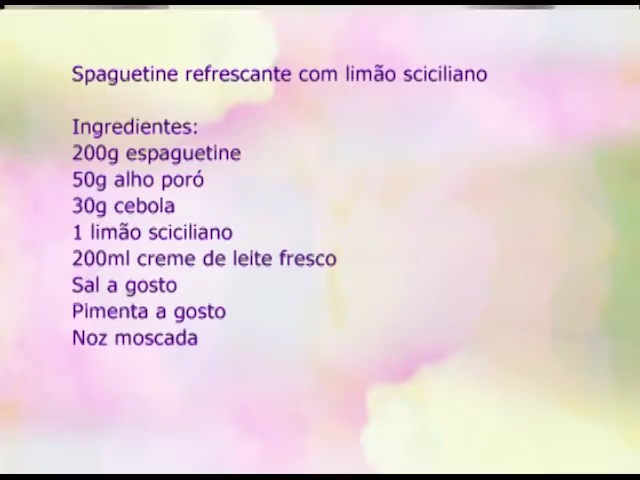 Spaguetine refrescante com limão sciciliano
Ingredientes:
200g espaguetine
50g alho poró
30g cebola
1 limão sciciliano
200ml creme de leite fresco
Sal a gosto
Pimenta a gosto
Noz moscada